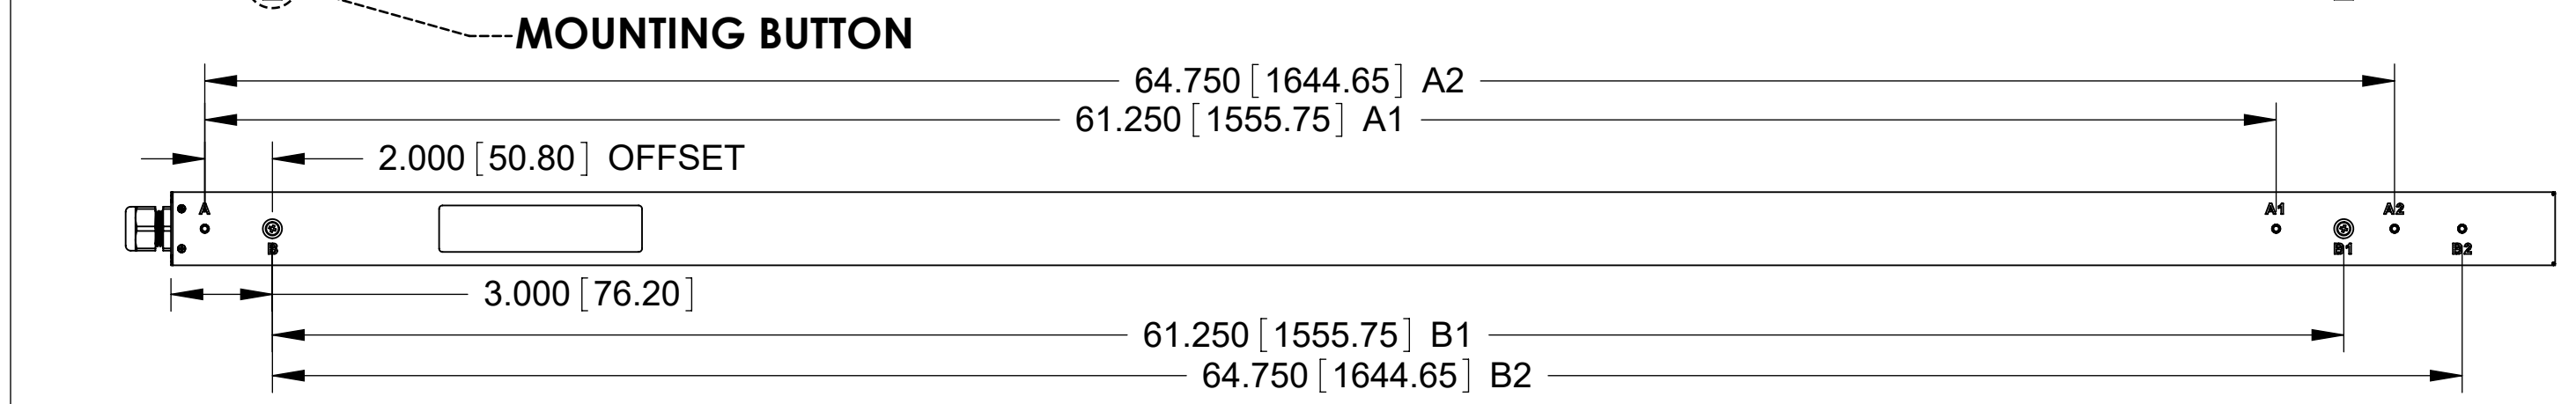 MOUNTING BUTTON
64.750 [1644.65] A2
61.250 [1555.75] A1
2.000 [50.80] OFFSET
A
A1
A2
B
B1
B2
3.000 [76.20]
61.250 [1555.75] B1
64.750 [1644.65] B2